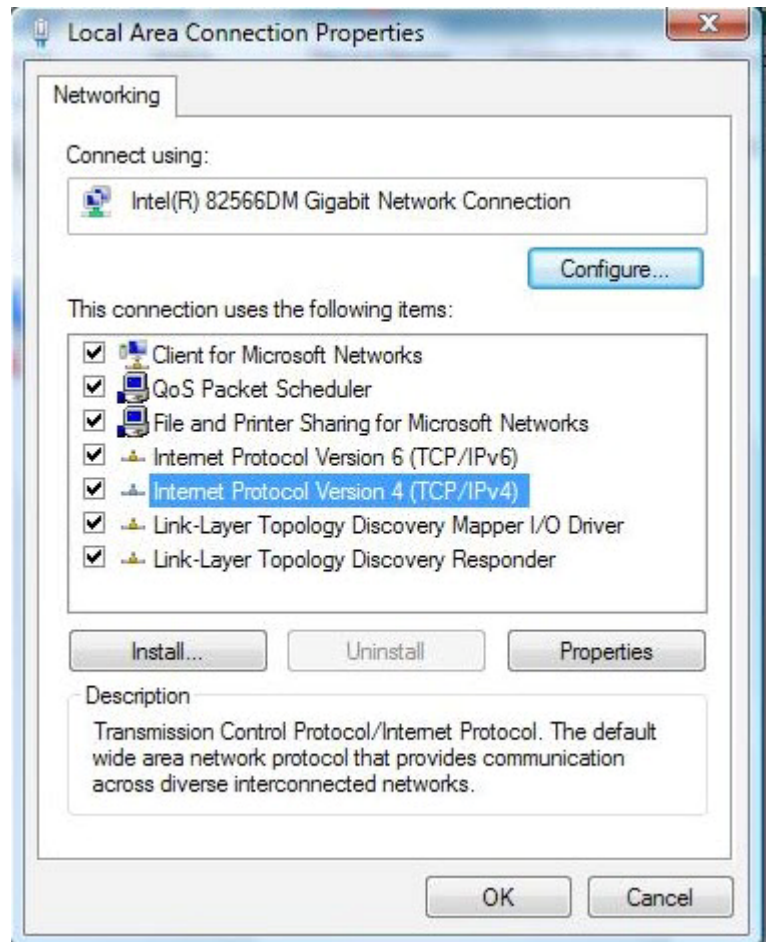 Local Area Connection Properties
Networking
Connect using:
Intel(R) 82566DM Gigabit Network Connection
Configure...
This connection uses the following items:
Client for Microsoft Networks
QoS Packet Scheduler
File and Printer Sharing for Microsoft Networks
Internet Protocol Version 6 (TCP/IPv6)
Internet Protocol Version 4 (TCP/IPv4)
Link-Layer Topology Discovery Mapper I/O Driver
Link-Layer Topology Discovery Responder
Install... Uninstall Properties
Description
Transmission Control Protocol/Internet Protocol. The default
wide area network protocol that provides communication
across diverse interconnected networks.
OK Cancel